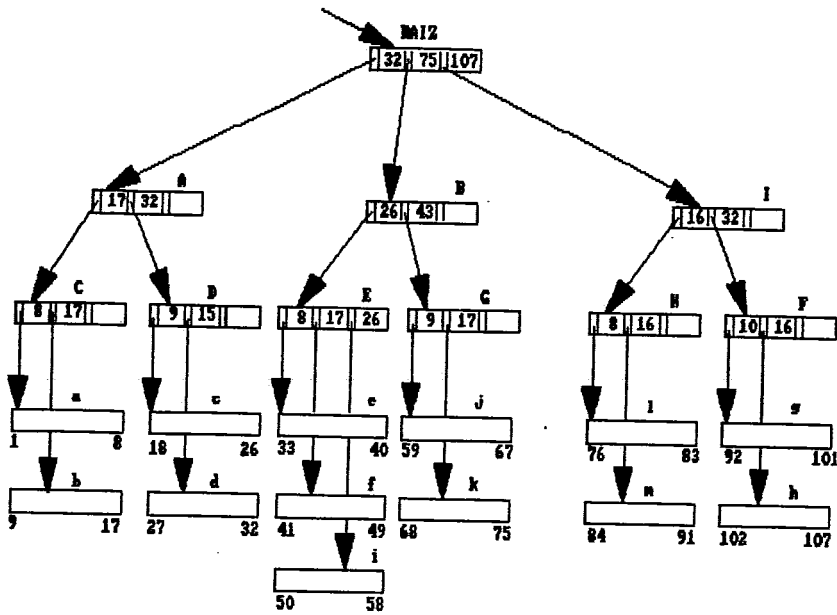 RAIZ
32 75 107
A
17 32
B
26 43
I
16 32
C
8 17
D
9 15
E
8 17 26
G
9 17
H
8 16
F
10 16
a
1 8
c
18 26
e
33 40
j
59 67
l
76 83
g
92 101
b
9 17
d
27 32
f
41 49
k
68 75
m
84 91
h
102 107
i
50 58